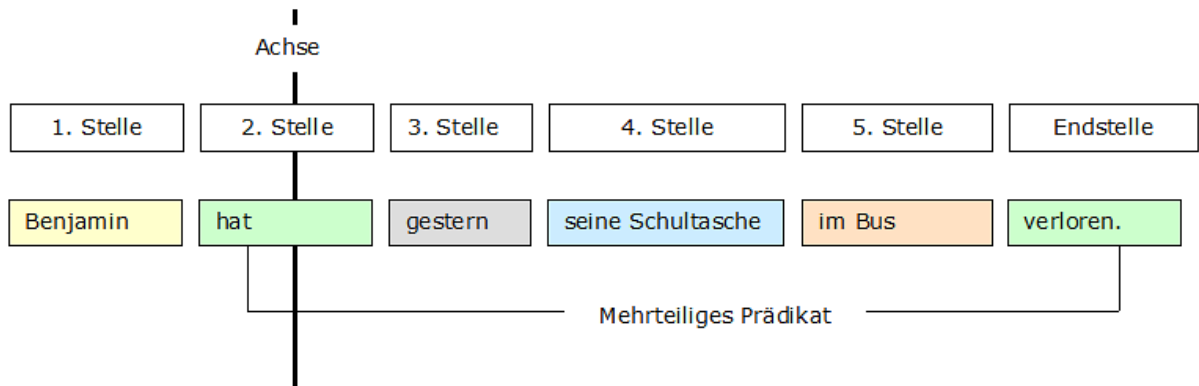 Achse
1. Stelle 2. Stelle 3. Stelle 4. Stelle 5. Stelle Endstelle
Benjamin hat gestern seine Schultasche im Bus verloren.
Mehrteiliges Prädikat